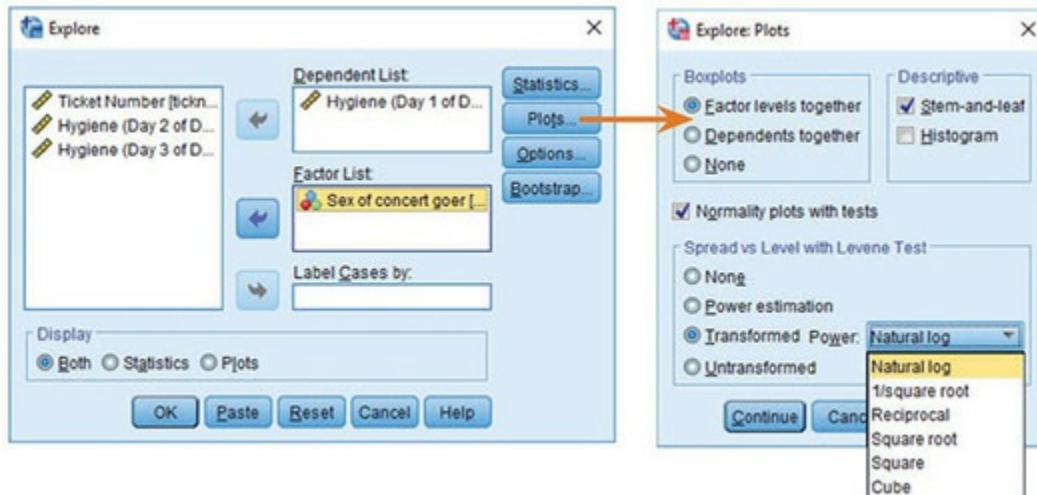 Explore
Ticket Number [tickn...
Hygiene (Day 2 of D...
Hygiene (Day 3 of D...
Dependent List:
Hygiene (Day 1 of D...
Factor List:
Sex of concert goer [...
Label Cases by:
Statistics...
Plots...
Options...
Bootstrap...
Display
Both Statistics Plots
OK Paste Reset Cancel Help
Explore: Plots
Boxplots
Factor levels together
Dependents together
None
Descriptive
Stem-and-leaf
Histogram
Normality plots with tests
Spread vs Level with Levene Test
None
Power estimation
Transformed Power: Natural log
Untransformed
Natural log
1/square root
Reciprocal
Square root
Square
Cube
Continue Canc